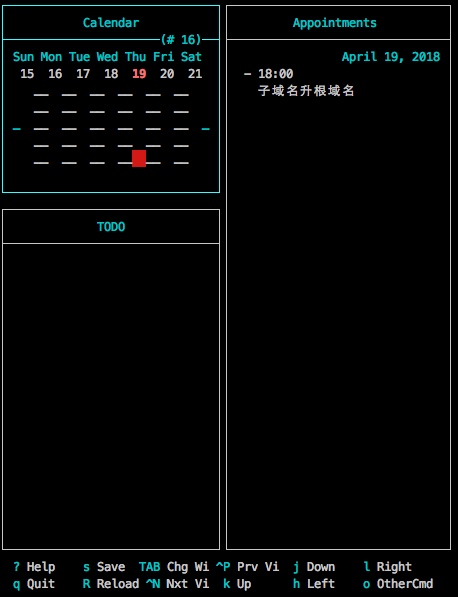 Calendar
(# 16)
Sun Mon Tue Wed Thu Fri Sat
15 16 17 18 19 20 21
TODO
Appointments
April 19, 2018
- 18:00
子域名升根域名
? Help s Save TAB Chg Wi ^P Prv Vi j Down l Right
q Quit R Reload ^N Nxt Vi k Up h Left o OtherCmd